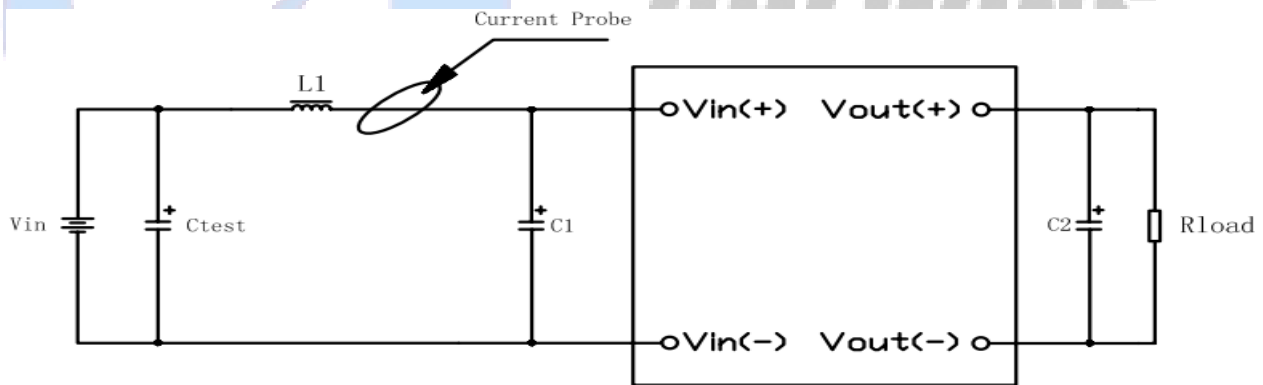 Current Probe
L1
Vin(+) Vout(+)
Vin + Ctest + C1 C2 + Rload
Vin(-) Vout(-)